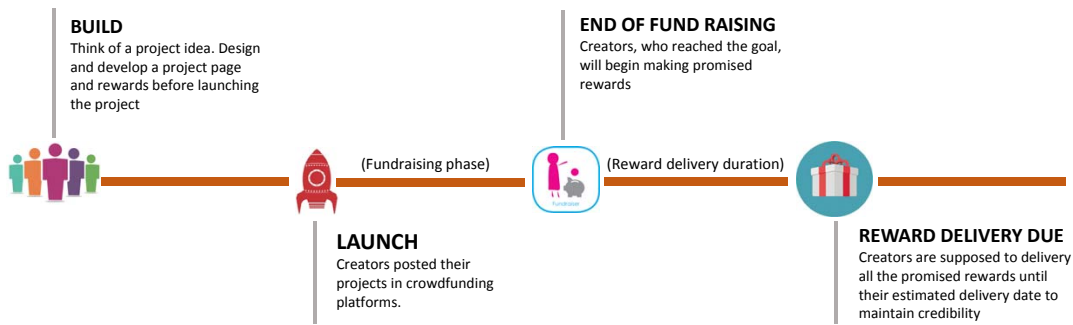 BUILD
Think of a project idea. Design
and develop a project page
and rewards before launching
the project
(Fundraising phase)
LAUNCH
Creators posted their
projects in crowdfunding
platforms.
END OF FUND RAISING
Creators, who reached the goal,
will begin making promised
rewards
Fundraiser
(Reward delivery duration)
REWARD DELIVERY DUE
Creators are supposed to delivery
all the promised rewards until
their estimated delivery date to
maintain credibility